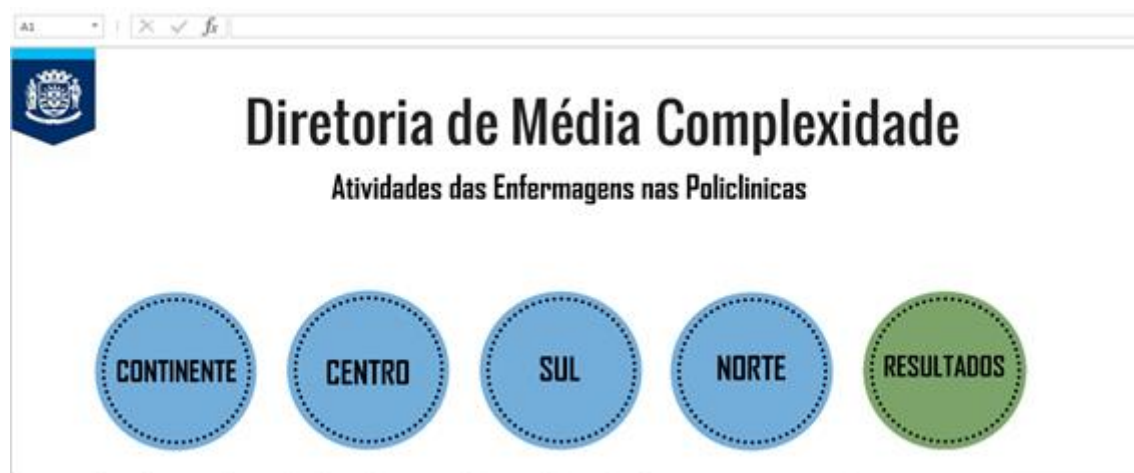 A1
fx
Diretoria de Média Complexidade
Atividades das Enfermagens nas Policlinicas
CONTINENTE CENTRO SUL NORTE RESULTADOS